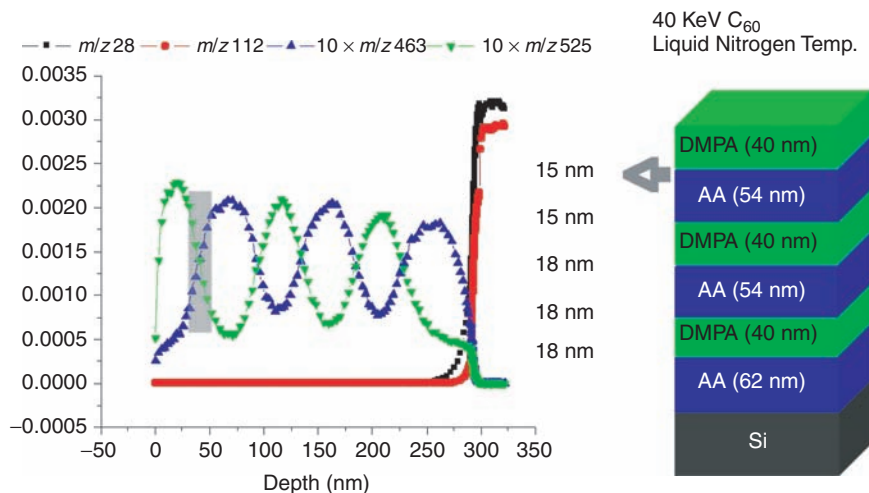 40 KeV C₆₀
Liquid Nitrogen Temp.
m/z 28 m/z 112 10 × m/z 463 10 × m/z 525
0.0035
0.0030
0.0025
0.0020
0.0015
0.0010
0.0005
0.0000
−0.0005
−50 0 50 100 150 200 250 300 350
Depth (nm)
15 nm
15 nm
18 nm
18 nm
18 nm
DMPA (40 nm)
AA (54 nm)
DMPA (40 nm)
AA (54 nm)
DMPA (40 nm)
AA (62 nm)
Si